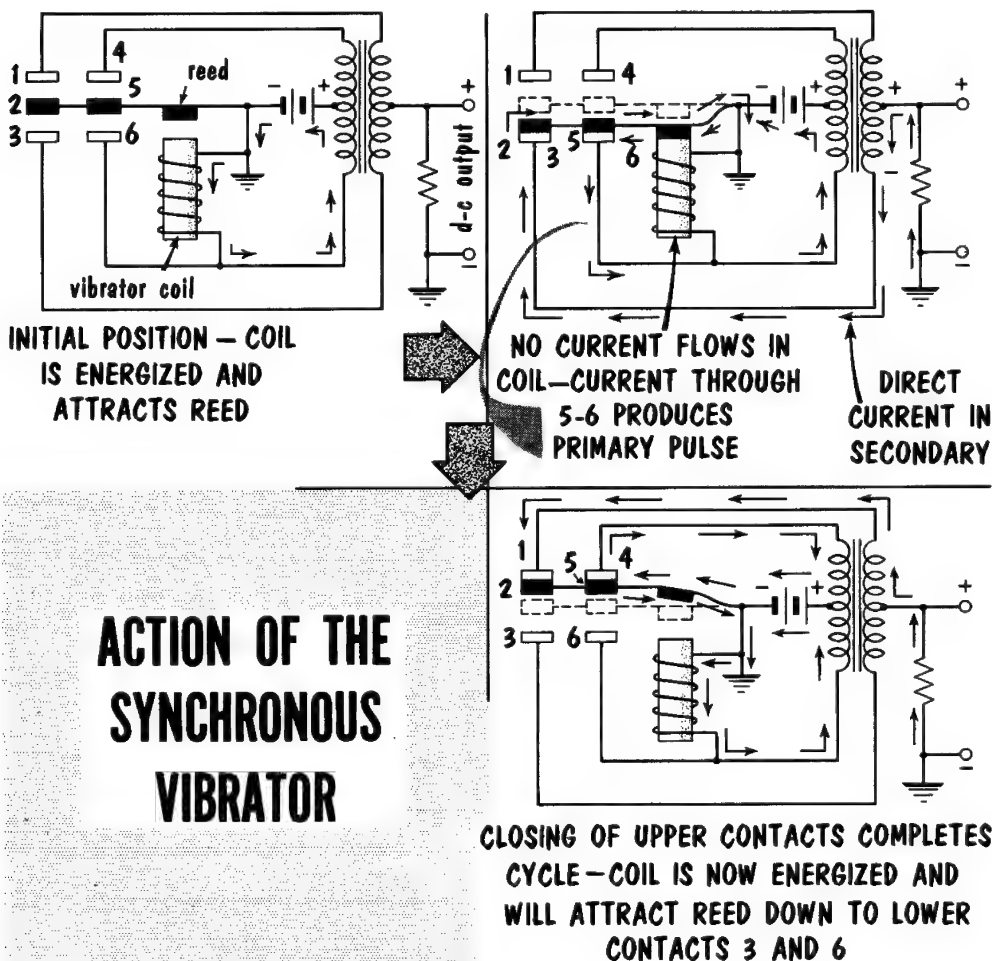 1
4
reed
2
5
3
6
-
+
+
d-c output
-
vibrator coil
INITIAL POSITION – COIL
IS ENERGIZED AND
ATTRACTS REED
1
4
-
+
+
+
2
3
5
6
-
-
NO CURRENT FLOWS IN
COIL–CURRENT THROUGH
5-6 PRODUCES
PRIMARY PULSE
DIRECT
CURRENT IN
SECONDARY
1
5
4
2
3
6
-
+
+
-
ACTION OF THE
SYNCHRONOUS
VIBRATOR
CLOSING OF UPPER CONTACTS COMPLETES
CYCLE – COIL IS NOW ENERGIZED AND
WILL ATTRACT REED DOWN TO LOWER
CONTACTS 3 AND 6